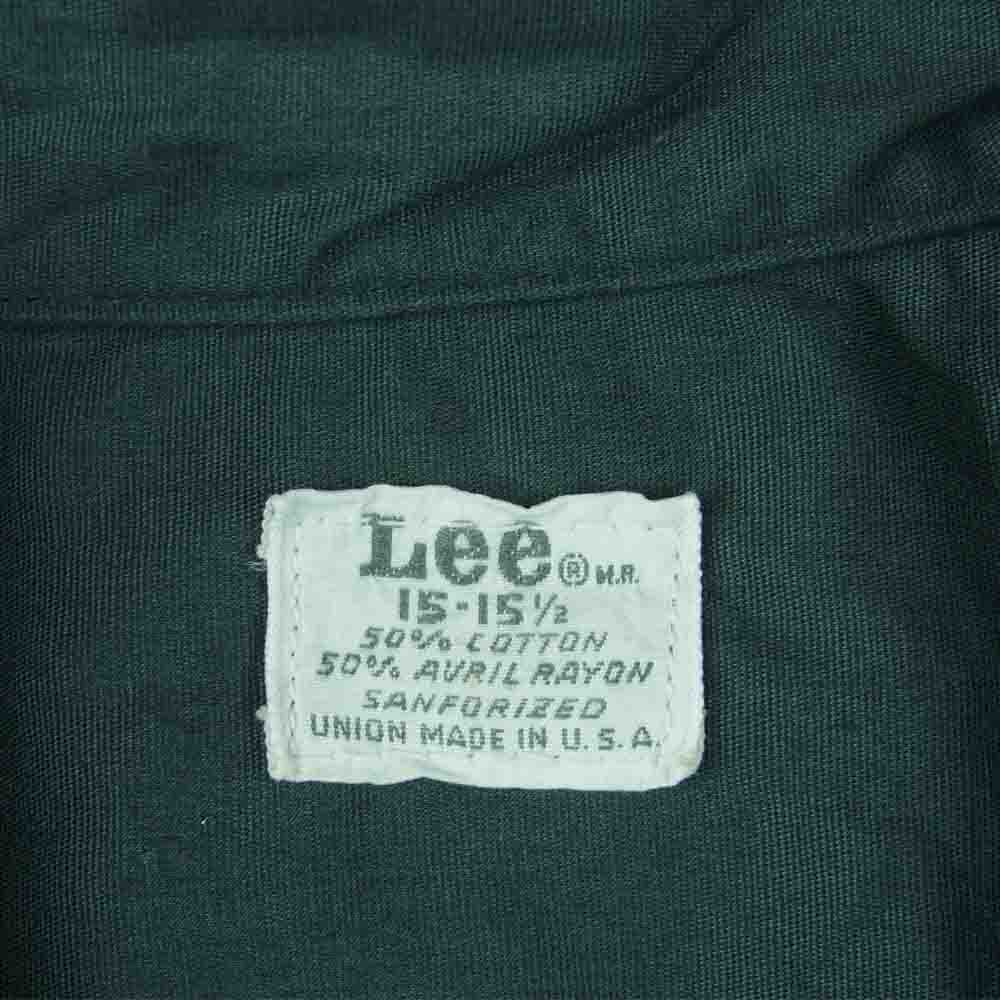 Lee® M.R.
15-15½
50% COTTON
50% AVRIL RAYON
SANFORIZED
UNION MADE IN U.S.A.